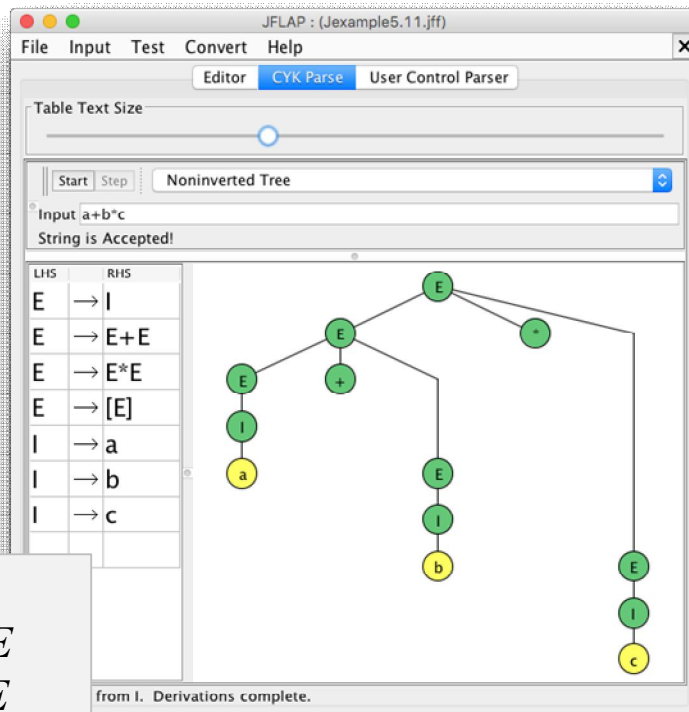 JFLAP : (Jexample5.11.jff)
File Input Test Convert Help
Editor CYK Parse User Control Parser
Table Text Size
Start Step Noninverted Tree
Input a+b*c
String is Accepted!
LHS RHS
E → I
E → E+E
E → E*E
E → [E]
I → a
I → b
I → c
E
E *
E +
I
a E
I
b E
I
c
E
E
from I. Derivations complete.